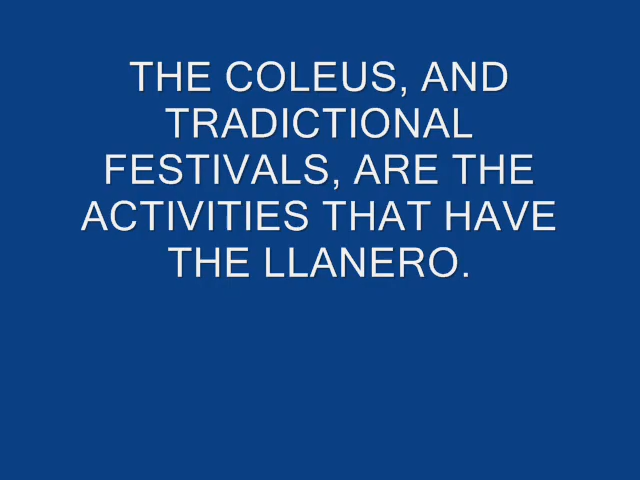 THE COLEUS, AND
TRADICTIONAL
FESTIVALS, ARE THE
ACTIVITIES THAT HAVE
THE LLANERO.